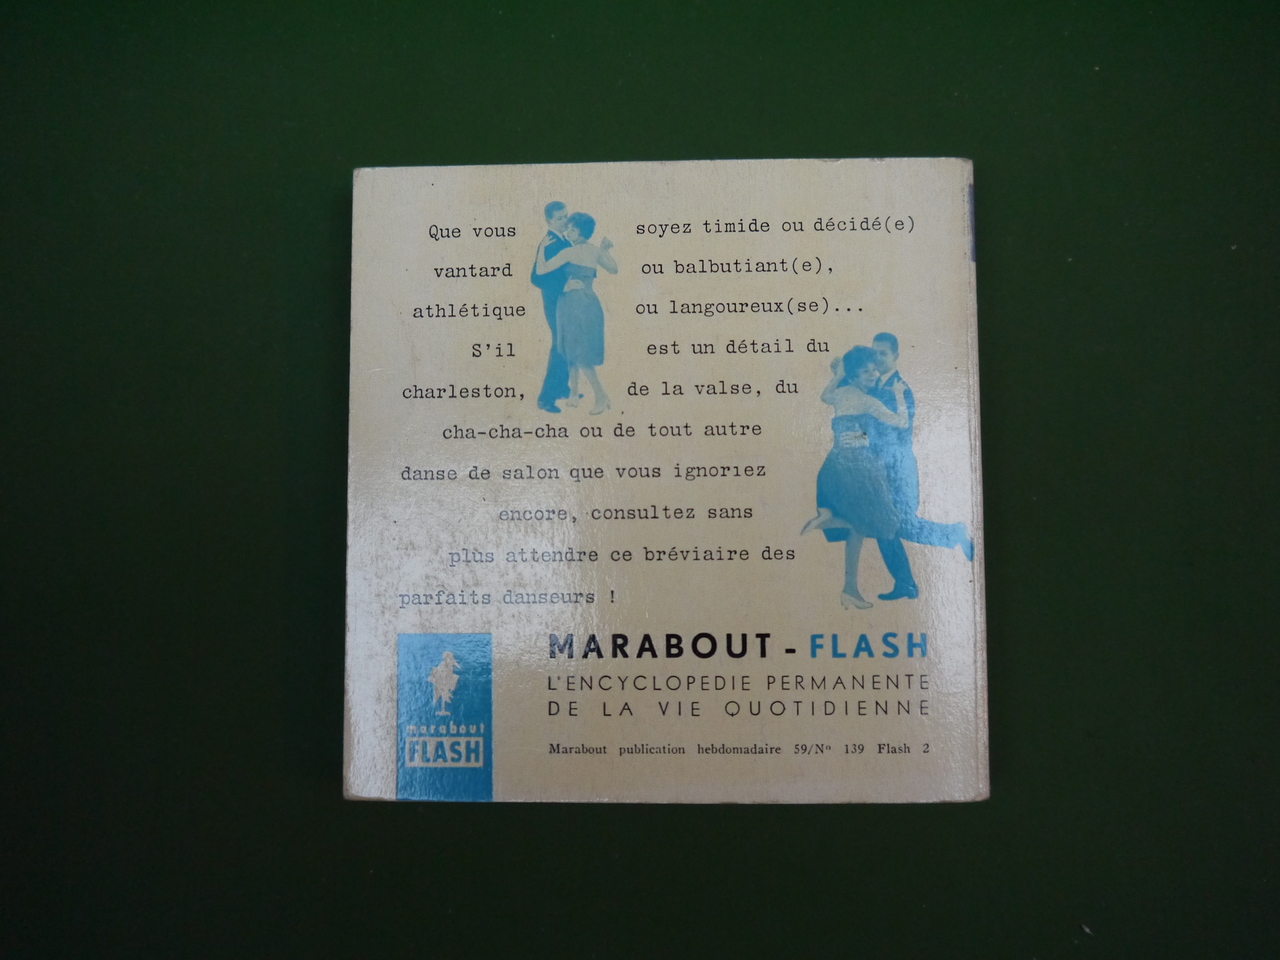 Que vous soyez timide ou décidé(e)
vantard ou balbutiant(e),
athlétique ou langoureux(se)...
S'il est un détail du
charleston, de la valse, du
cha-cha-cha ou de tout autre
danse de salon que vous ignoriez
encore, consultez sans
plus attendre ce bréviaire des
parfaits danseurs !
MARABOUT - FLASH
L'ENCYCLOPEDIE PERMANENTE
DE LA VIE QUOTIDIENNE
Marabout publication hebdomadaire 59/Nº 139 Flash 2
marabout
FLASH